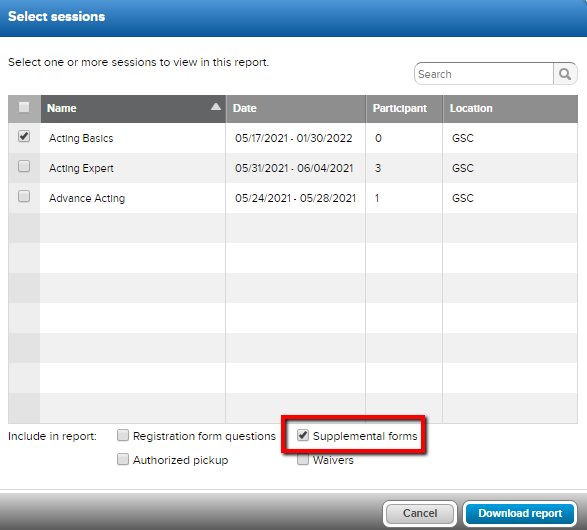 Select sessions
Select one or more sessions to view in this report.
Search
Name Date Participant Location
Acting Basics 05/17/2021 - 01/30/2022 0 GSC
Acting Expert 05/31/2021 - 06/04/2021 3 GSC
Advance Acting 05/24/2021 - 05/28/2021 1 GSC
Include in report: Registration form questions Supplemental forms
Authorized pickup Waivers
Cancel Download report